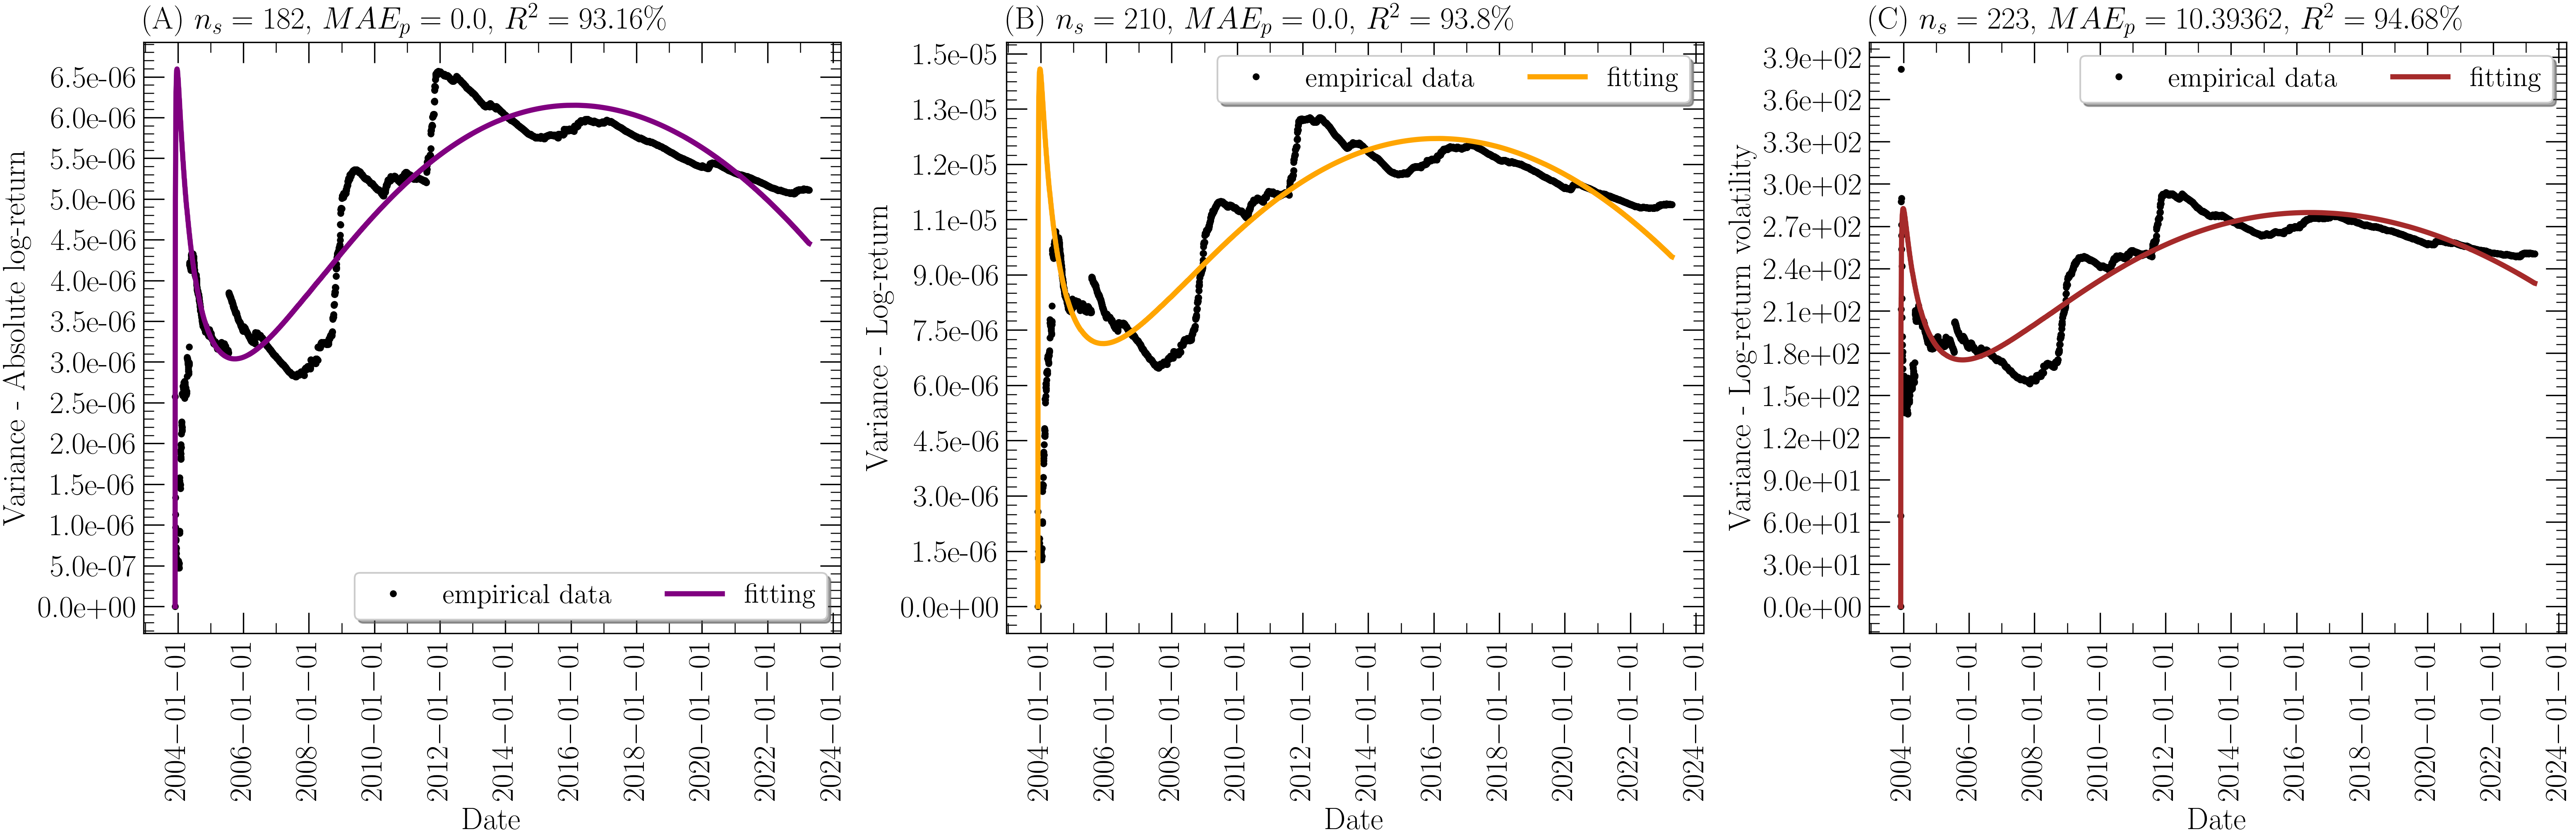 (A) n_s = 182, MAE_p = 0.0, R² = 93.16%
Variance - Absolute log-return
6.5e-06
6.0e-06
5.5e-06
5.0e-06
4.5e-06
4.0e-06
3.5e-06
3.0e-06
2.5e-06
2.0e-06
1.5e-06
1.0e-06
5.0e-07
0.0e+00
empirical data fitting
2004−01−01
2006−01−01
2008−01−01
2010−01−01
2012−01−01
2014−01−01
2016−01−01
2018−01−01
2020−01−01
2022−01−01
2024−01−01
Date
(B) n_s = 210, MAE_p = 0.0, R² = 93.8%
Variance - Log-return
1.5e-05
1.3e-05
1.2e-05
1.1e-05
9.0e-06
7.5e-06
6.0e-06
4.5e-06
3.0e-06
1.5e-06
0.0e+00
empirical data fitting
2004−01−01
2006−01−01
2008−01−01
2010−01−01
2012−01−01
2014−01−01
2016−01−01
2018−01−01
2020−01−01
2022−01−01
2024−01−01
Date
(C) n_s = 223, MAE_p = 10.39362, R² = 94.68%
Variance - Log-return volatility
3.9e+02
3.6e+02
3.3e+02
3.0e+02
2.7e+02
2.4e+02
2.1e+02
1.8e+02
1.5e+02
1.2e+02
9.0e+01
6.0e+01
3.0e+01
0.0e+00
empirical data fitting
2004−01−01
2006−01−01
2008−01−01
2010−01−01
2012−01−01
2014−01−01
2016−01−01
2018−01−01
2020−01−01
2022−01−01
2024−01−01
Date